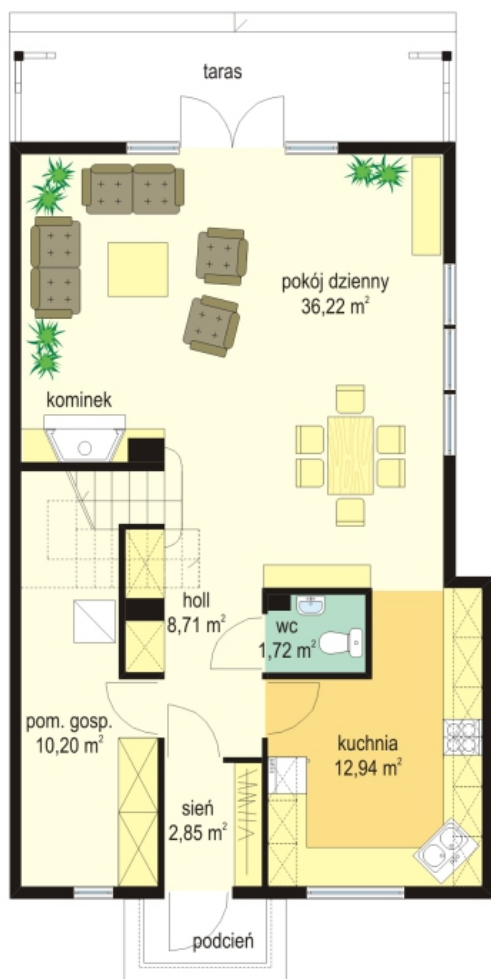 taras
pokój dzienny
36,22 m²
kominek
holl
8,71 m²
wc
1,72 m²
pom. gosp.
10,20 m²
kuchnia
12,94 m²
sień
2,85 m²
podcień